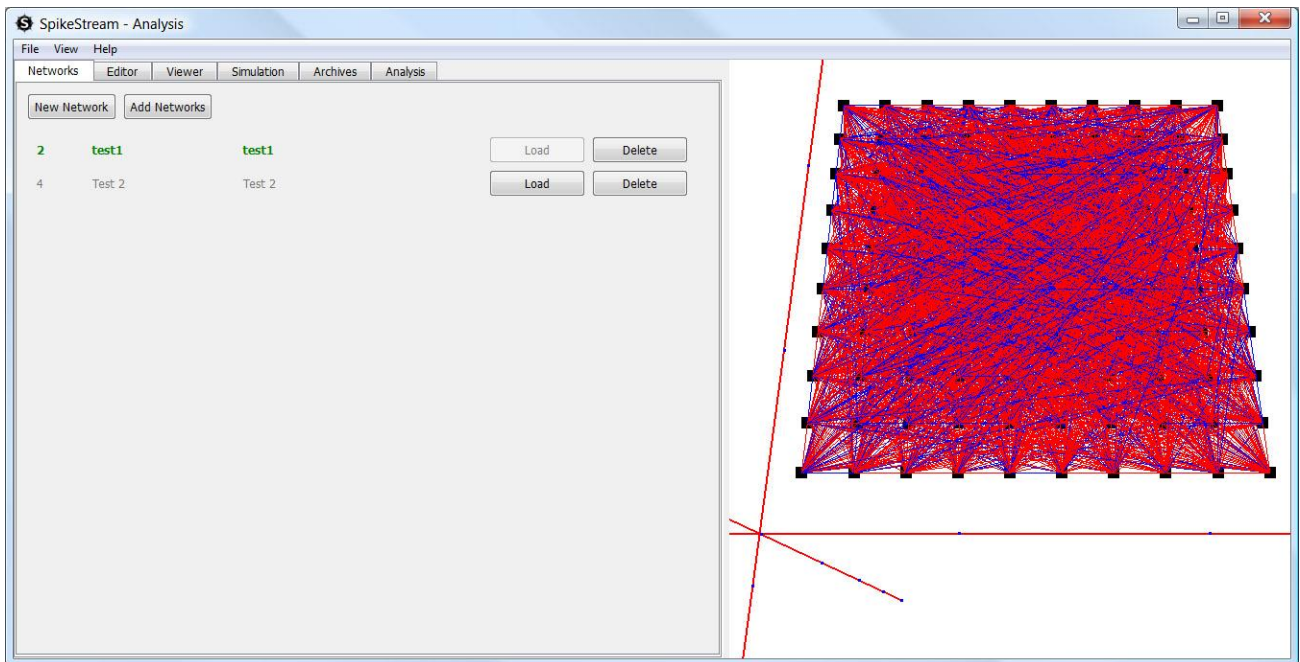 SpikeStream - Analysis
File View Help
Networks Editor Viewer Simulation Archives Analysis
New Network Add Networks
2 test1 test1 Load Delete
4 Test 2 Test 2 Load Delete